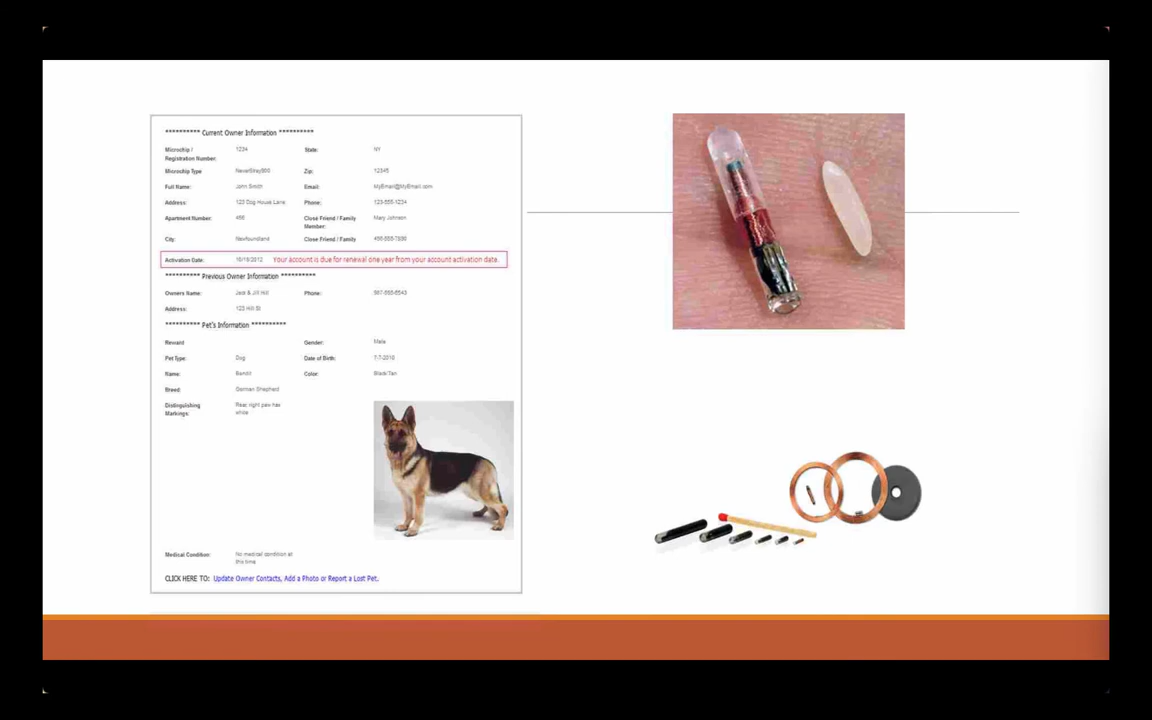 ********** Current Owner Information **********
Microchip / Registration Number: 1234 State: NY
Microchip Type NeverStray900 Zip: 12345
Full Name: John Smith Email: MyEmail@MyEmail.com
Address: 123 Dog House Lane Phone: 123-555-1234
Apartment Number: 456 Close Friend / Family Member: Mary Johnson
City: Newfoundland Close Friend / Family 456-555-7890
Activation Date: 10/15/2012 Your account is due for renewal one year from your account activation date.
********** Previous Owner Information **********
Owners Name: Jack & Jill Hill Phone: 987-555-6543
Address: 123 Hill St
********** Pet's Information **********
Reward Gender: Male
Pet Type: Dog Date of Birth: 7-7-2010
Name: Bandit Color: Black/Tan
Breed: German Shepherd
Distinguishing Markings: Rear right paw has white
Medical Condition: No medical condition at this time
CLICK HERE TO: Update Owner Contacts, Add a Photo or Report a Lost Pet.